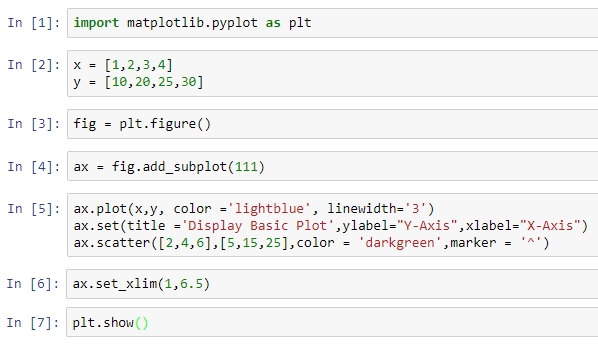 In [1]: import matplotlib.pyplot as plt
In [2]: x = [1,2,3,4]
y = [10,20,25,30]
In [3]: fig = plt.figure()
In [4]: ax = fig.add_subplot(111)
In [5]: ax.plot(x,y, color ='lightblue', linewidth='3')
ax.set(title ='Display Basic Plot',ylabel="Y-Axis",xlabel="X-Axis")
ax.scatter([2,4,6],[5,15,25],color = 'darkgreen',marker = '^')
In [6]: ax.set_xlim(1,6.5)
In [7]: plt.show()